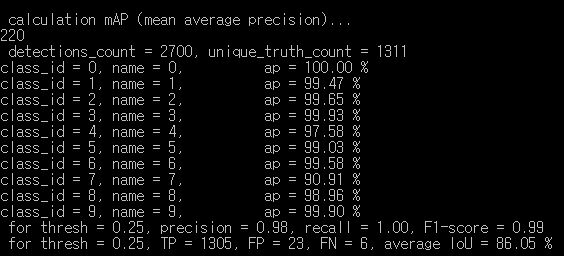 calculation mAP (mean average precision)...
220
detections_count = 2700, unique_truth_count = 1311
class_id = 0, name = 0, ap = 100.00 %
class_id = 1, name = 1, ap = 99.47 %
class_id = 2, name = 2, ap = 99.65 %
class_id = 3, name = 3, ap = 99.93 %
class_id = 4, name = 4, ap = 97.58 %
class_id = 5, name = 5, ap = 99.03 %
class_id = 6, name = 6, ap = 99.58 %
class_id = 7, name = 7, ap = 90.91 %
class_id = 8, name = 8, ap = 98.96 %
class_id = 9, name = 9, ap = 99.90 %
for thresh = 0.25, precision = 0.98, recall = 1.00, F1-score = 0.99
for thresh = 0.25, TP = 1305, FP = 23, FN = 6, average IoU = 86.05 %